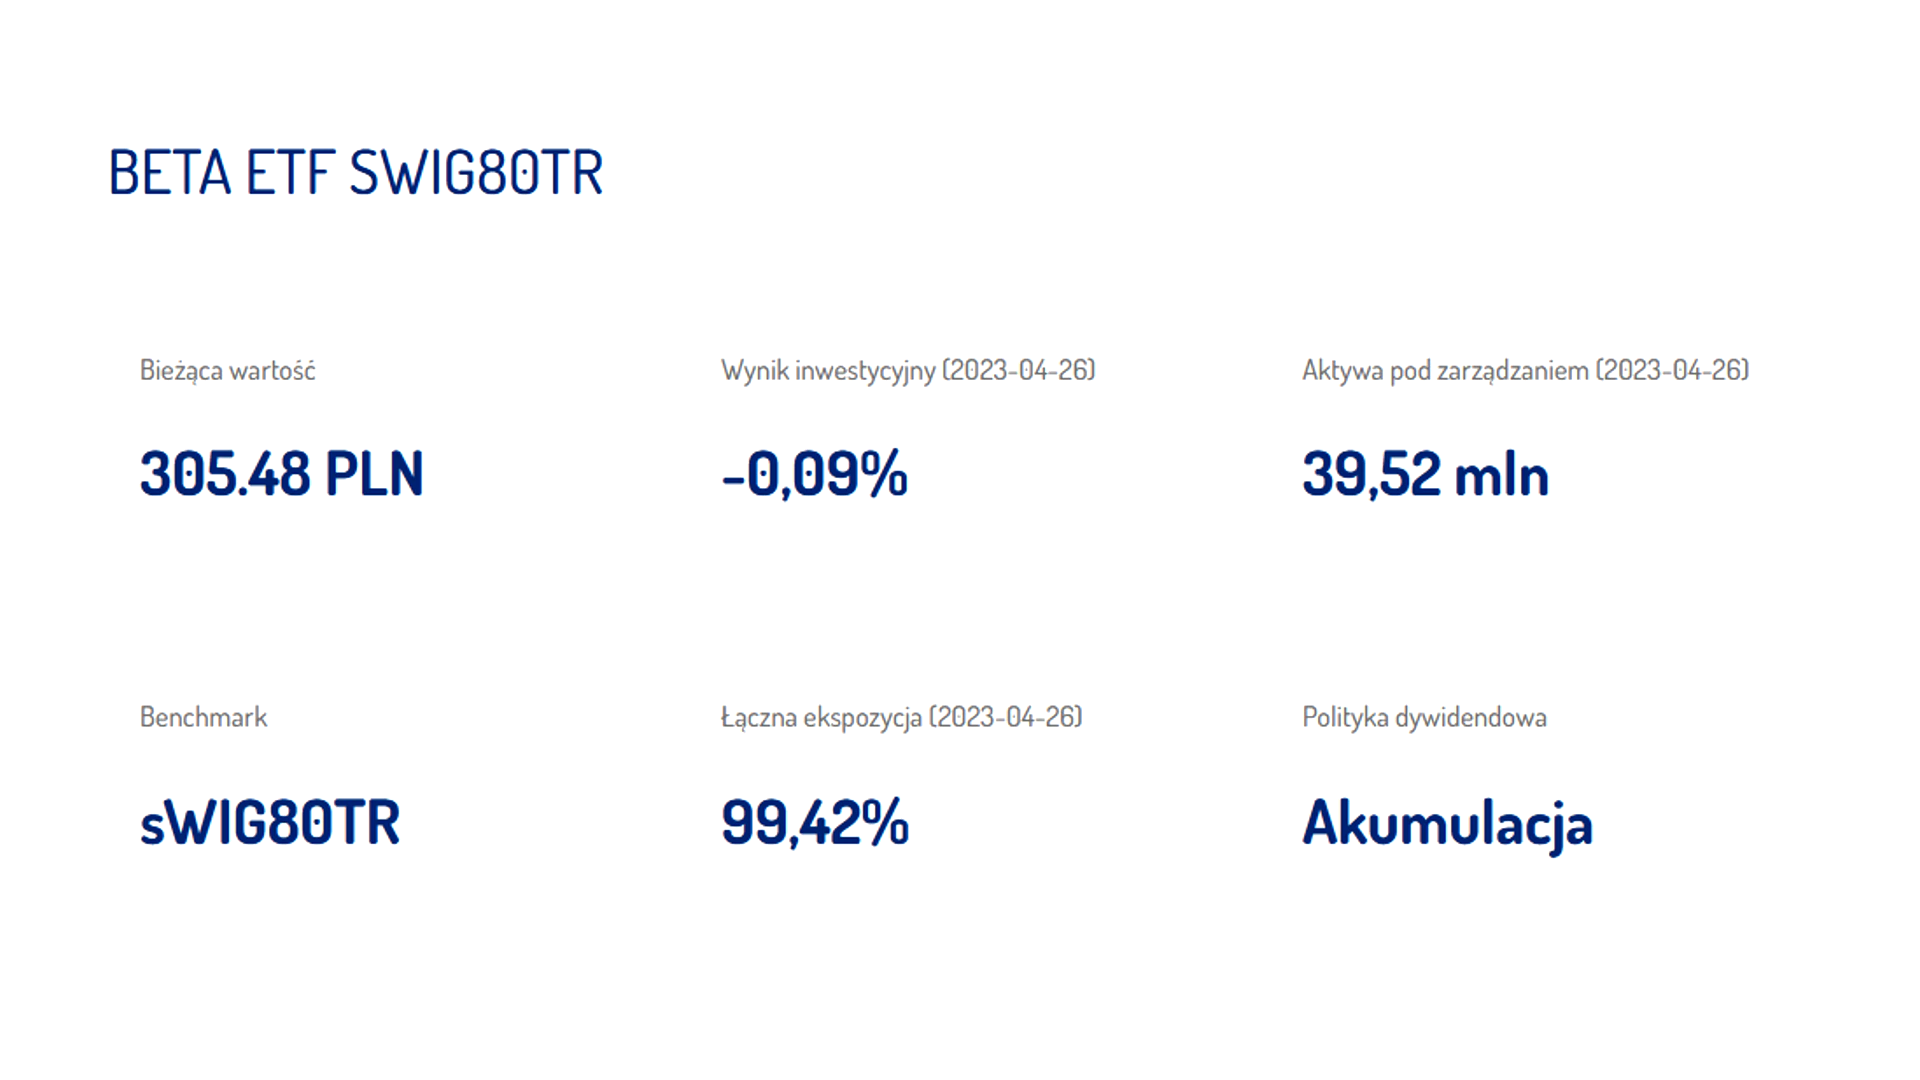 BETA ETF SWIG80TR
Bieżąca wartość
305.48 PLN
Wynik inwestycyjny (2023-04-26)
-0,09%
Aktywa pod zarządzaniem (2023-04-26)
39,52 mln
Benchmark
sWIG80TR
Łączna ekspozycja (2023-04-26)
99,42%
Polityka dywidendowa
Akumulacja